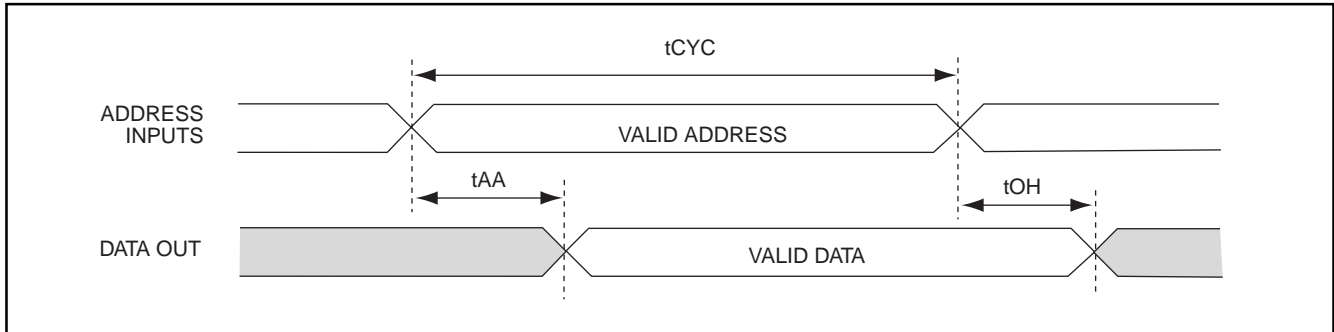 tCYC
ADDRESS
INPUTS
VALID ADDRESS
tAA
tOH
DATA OUT
VALID DATA